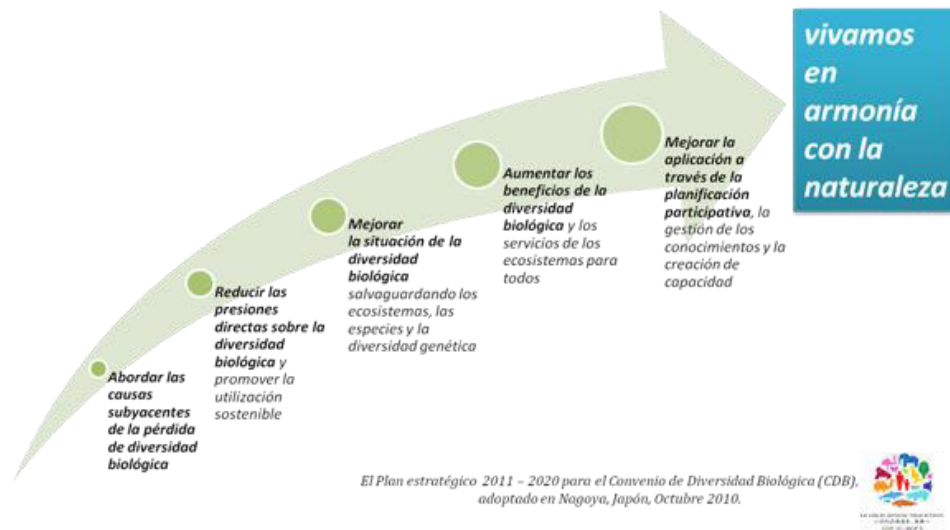 vivamos
en
armonía
con la
naturaleza
Mejorar la
aplicación a
través de la
planificación
participativa, la
gestión de los
conocimientos y la
creación de
capacidad
Aumentar los
beneficios de la
diversidad
biológica y los
servicios de los
ecosistemas para
todos
Mejorar
la situación de la
diversidad
biológica
salvaguardando los
ecosistemas, las
especies y la
diversidad genética
Reducir las
presiones
directas sobre la
diversidad
biológica y
promover la
utilización
sostenible
Abordar las
causas
subyacentes
de la pérdida
de diversidad
biológica
El Plan estratégico 2011 – 2020 para el Convenio de Diversidad Biológica (CDB),
adoptado en Nagoya, Japón, Octubre 2010.